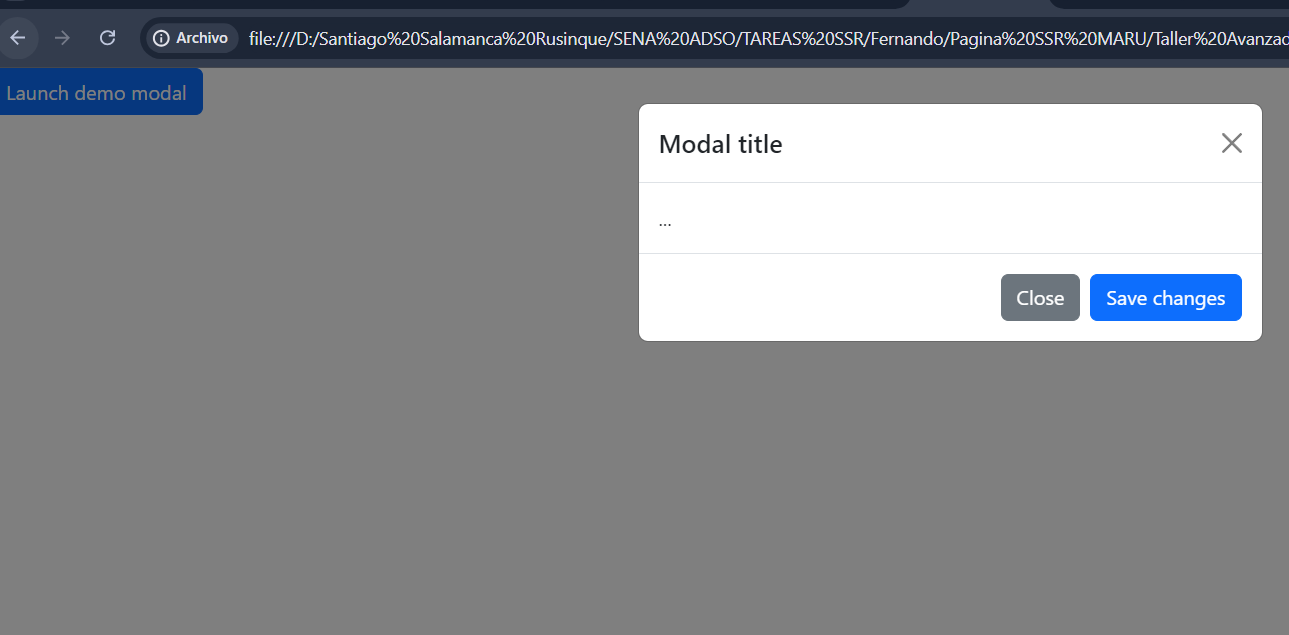 Archivo file:///D:/Santiago%20Salamanca%20Rusinque/SENA%20ADSO/TAREAS%20SSR/Fernando/Pagina%20SSR%20MARU/Taller%20Avanzad
Launch demo modal
Modal title
...
Close Save changes